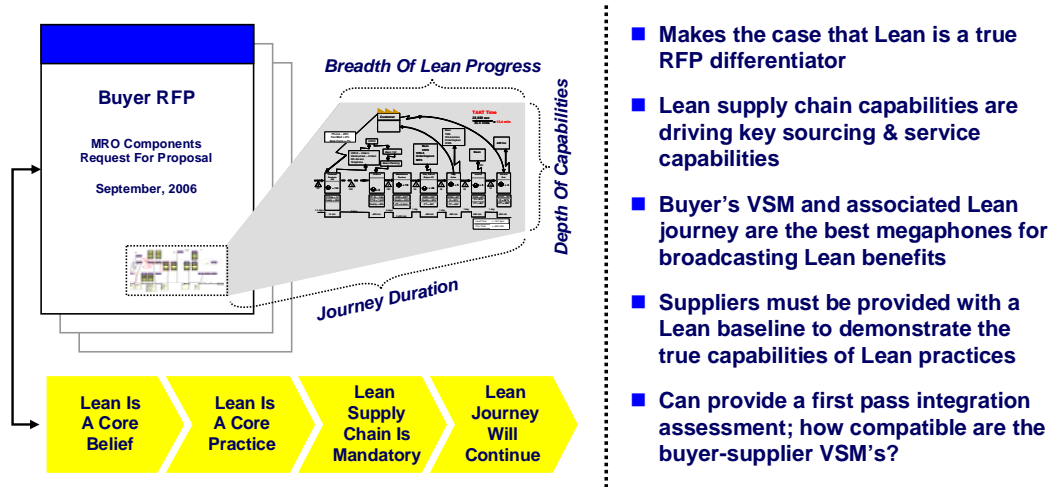 Buyer RFP
MRO Components
Request For Proposal
September, 2006
Breadth Of Lean Progress
Depth Of Capabilities
Journey Duration
TAKT Time
Customer
Lean Is
A Core
Belief
Lean Is
A Core
Practice
Lean
Supply
Chain Is
Mandatory
Lean
Journey
Will
Continue
Makes the case that Lean is a true
RFP differentiator
Lean supply chain capabilities are
driving key sourcing & service
capabilities
Buyer's VSM and associated Lean
journey are the best megaphones for
broadcasting Lean benefits
Suppliers must be provided with a
Lean baseline to demonstrate the
true capabilities of Lean practices
Can provide a first pass integration
assessment; how compatible are the
buyer-supplier VSM's?